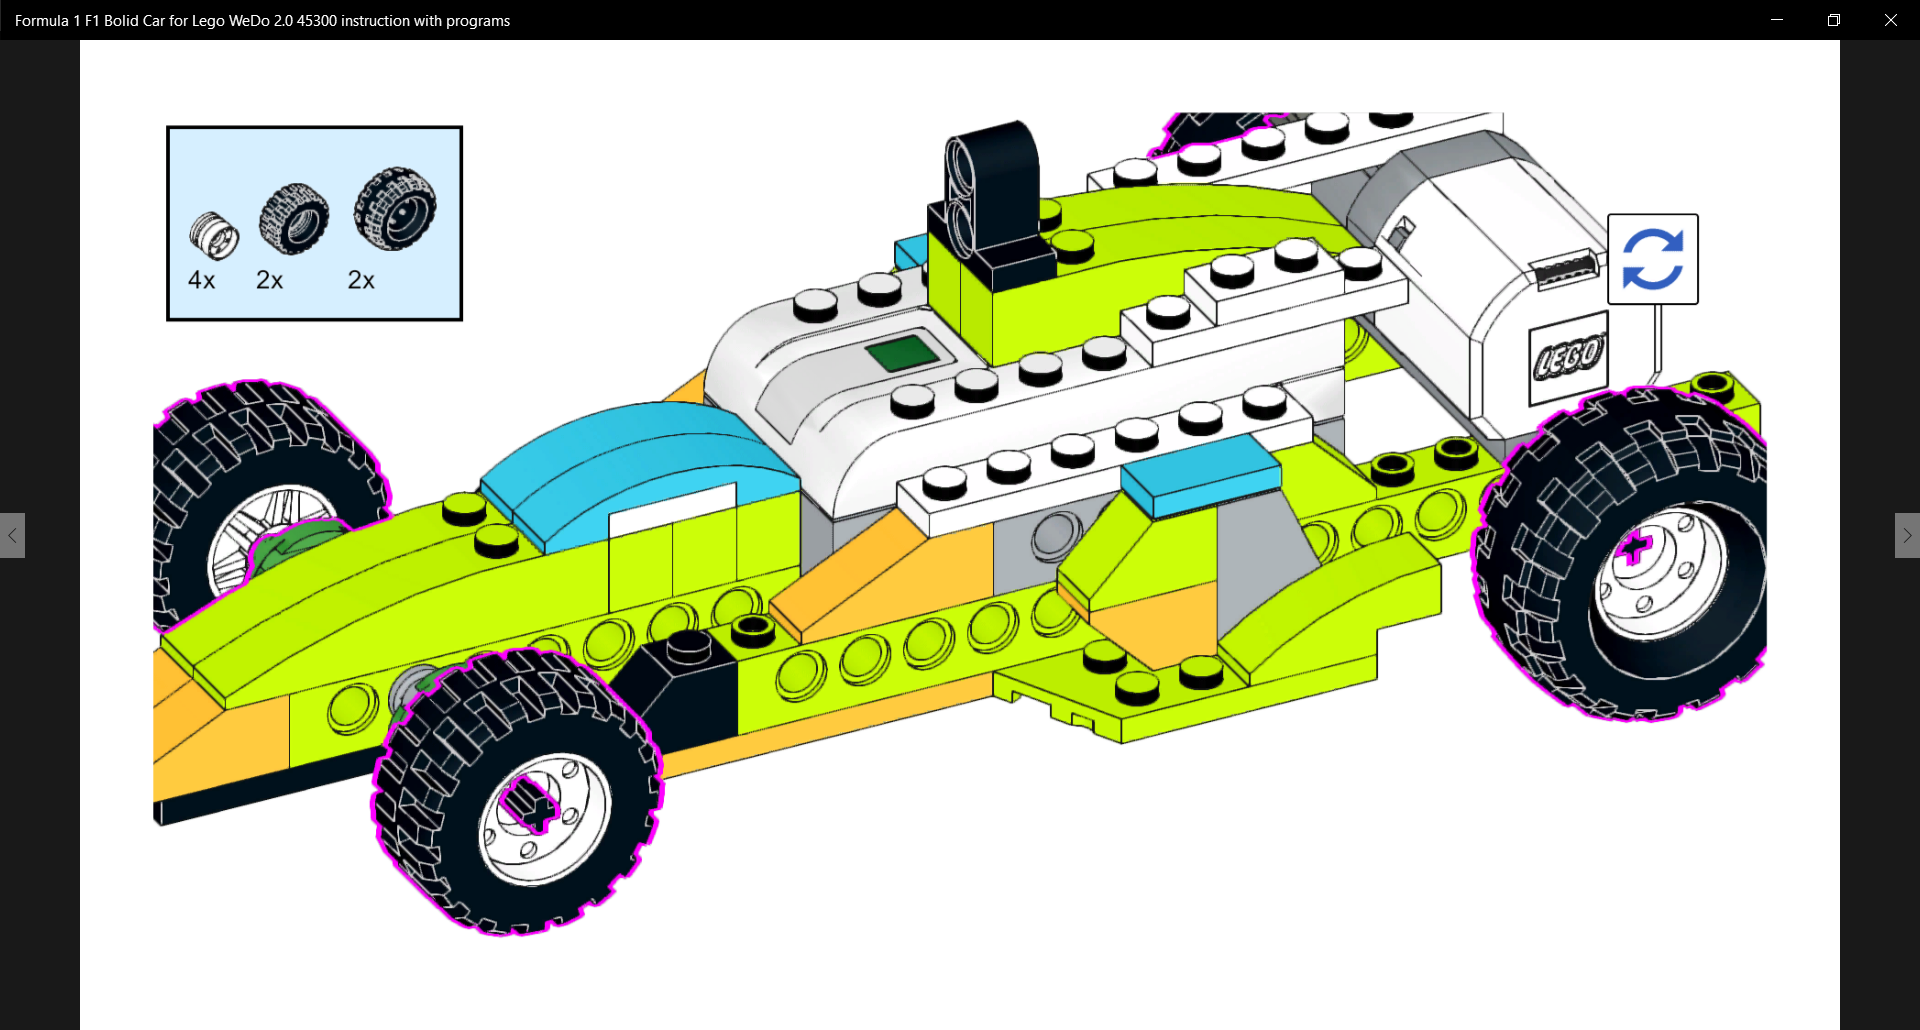 Formula 1 F1 Bolid Car for Lego WeDo 2.0 45300 instruction with programs
4x 2x 2x
LEGO